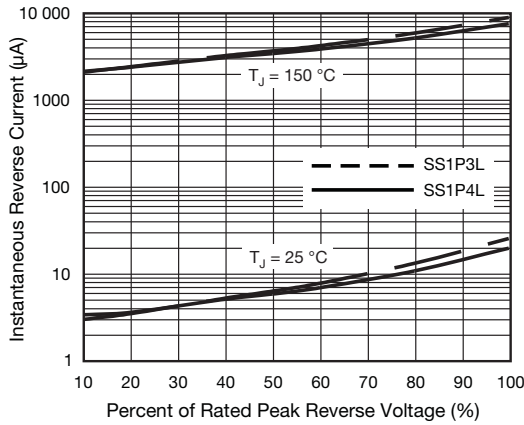 10 000
1000
100
10
1
Instantaneous Reverse Current (µA)
T_J = 150 °C
SS1P3L
SS1P4L
T_J = 25 °C
10 20 30 40 50 60 70 80 90 100
Percent of Rated Peak Reverse Voltage (%)